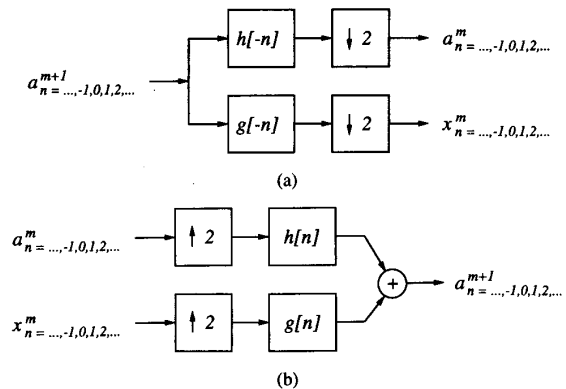 h[-n] ↓ 2 a^m_{n = ...,-1,0,1,2,...}
a^{m+1}_{n = ...,-1,0,1,2,...}
g[-n] ↓ 2 x^m_{n = ...,-1,0,1,2,...}
(a)
a^m_{n = ...,-1,0,1,2,...} ↑ 2 h[n]
+ a^{m+1}_{n = ...,-1,0,1,2,...}
x^m_{n = ...,-1,0,1,2,...} ↑ 2 g[n]
(b)